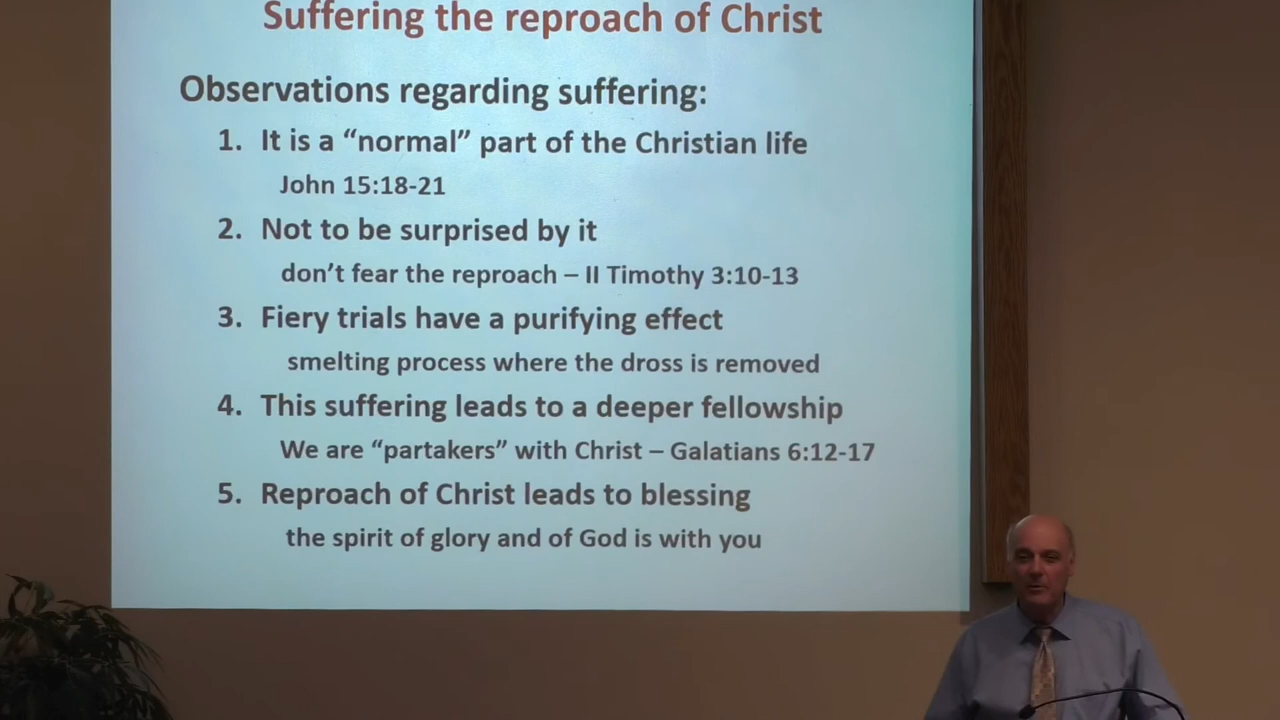 Suffering the reproach of Christ
Observations regarding suffering:
1. It is a “normal” part of the Christian life
John 15:18-21
2. Not to be surprised by it
don’t fear the reproach – II Timothy 3:10-13
3. Fiery trials have a purifying effect
smelting process where the dross is removed
4. This suffering leads to a deeper fellowship
We are “partakers” with Christ – Galatians 6:12-17
5. Reproach of Christ leads to blessing
the spirit of glory and of God is with you